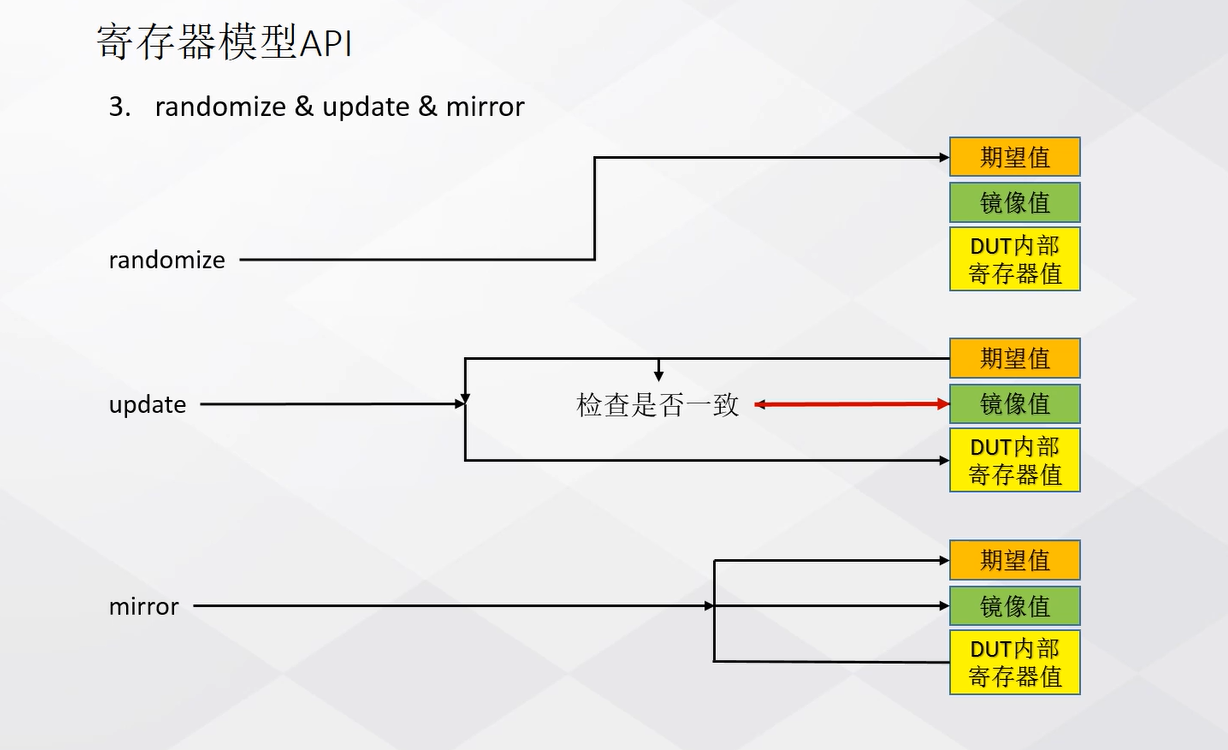 寄存器模型API
3. randomize & update & mirror
期望值
镜像值
DUT内部
寄存器值
randomize
期望值
update
检查是否一致
镜像值
DUT内部
寄存器值
期望值
mirror
镜像值
DUT内部
寄存器值